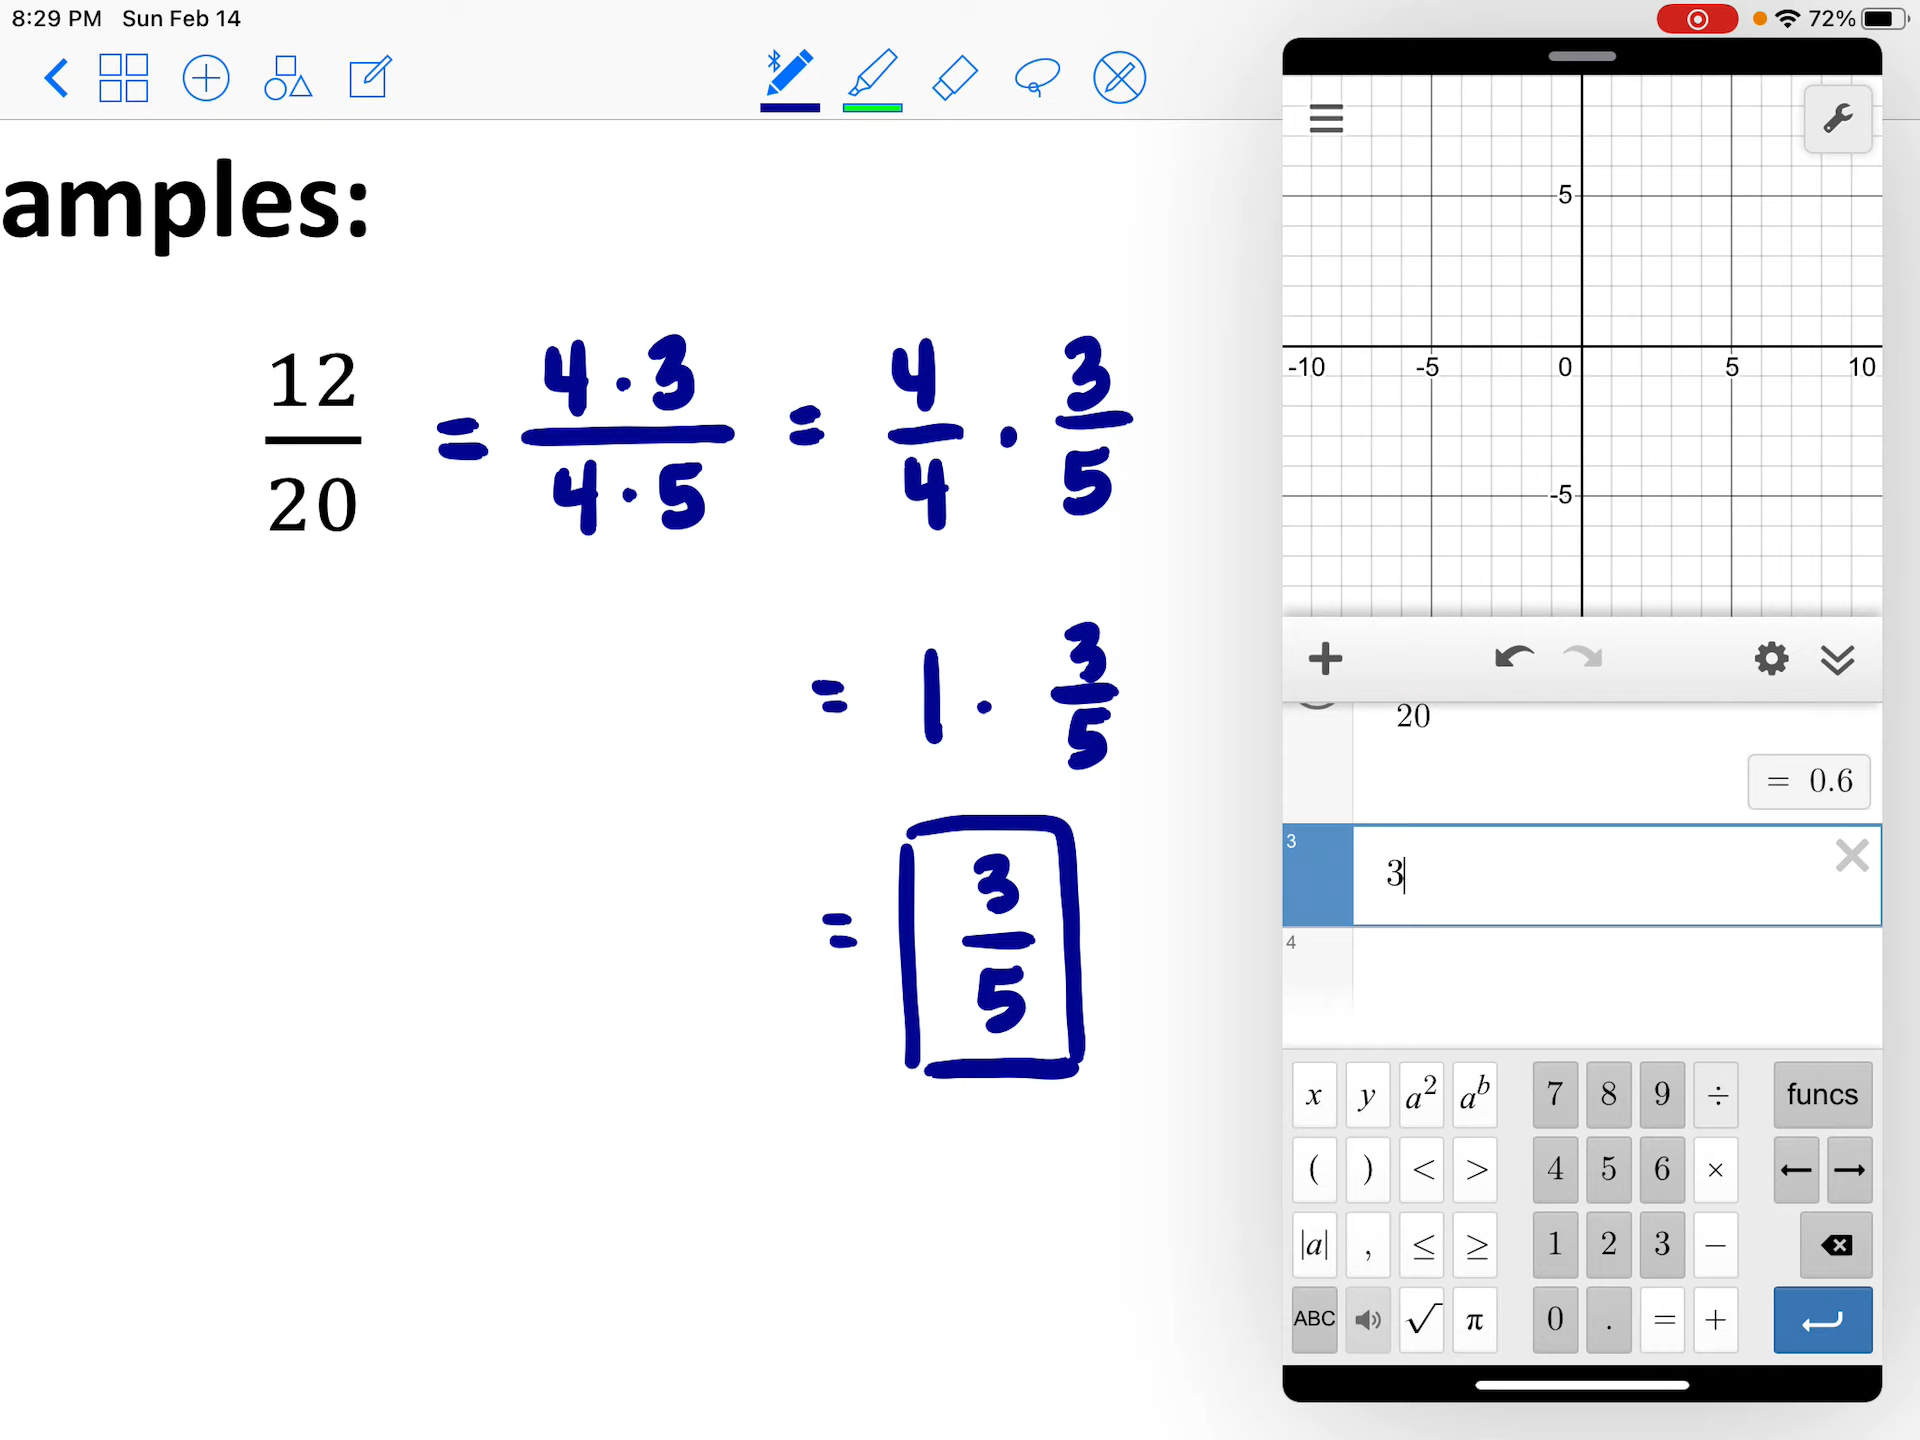 8:29 PM Sun Feb 14
72%
amples:
12/20 = 4·3/4·5 = 4/4 · 3/5
= 1 · 3/5
= 3/5
5
-10 -5 0 5 10
-5
20
= 0.6
3
3
4
x y a² aᵇ 7 8 9 ÷ funcs
( ) < > 4 5 6 × ← →
|a| , ≤ ≥ 1 2 3 −
ABC √ π 0 . = +